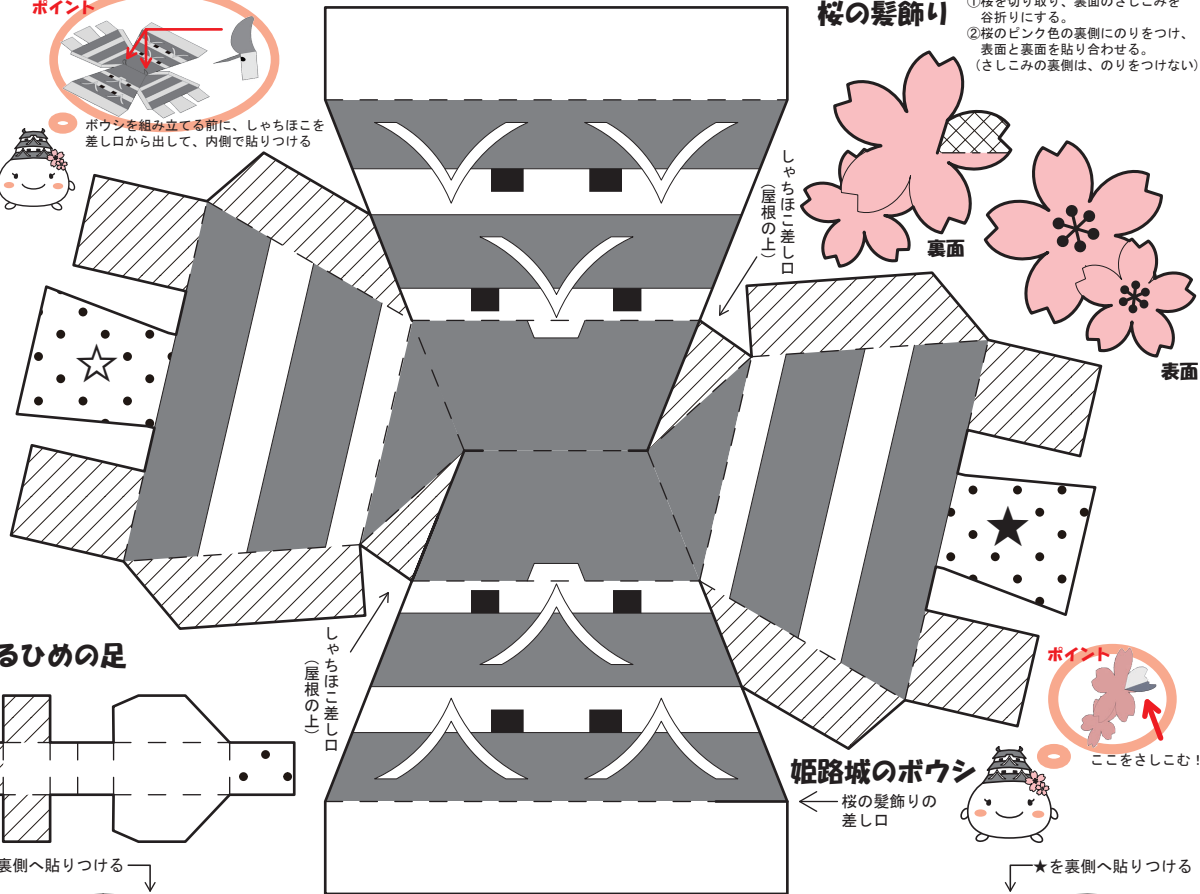 ポイント
ボウシを組み立てる前に、しゃちほこを
差し口から出して、内側で貼りつける
桜の髪飾り
①桜を切り取り、裏面のさしこみを
谷折りにする。
②桜のピンク色の裏側にのりをつけ、
表面と裏面を貼り合わせる。
（さしこみの裏側は、のりをつけない）
裏面
表面
しゃちほこ差し口
（屋根の上）
しゃちほこ差し口
（屋根の上）
るひめの足
ポイント
ここをさしこむ！
姫路城のボウシ
桜の髪飾りの
差し口
裏側へ貼りつける
★を裏側へ貼りつける